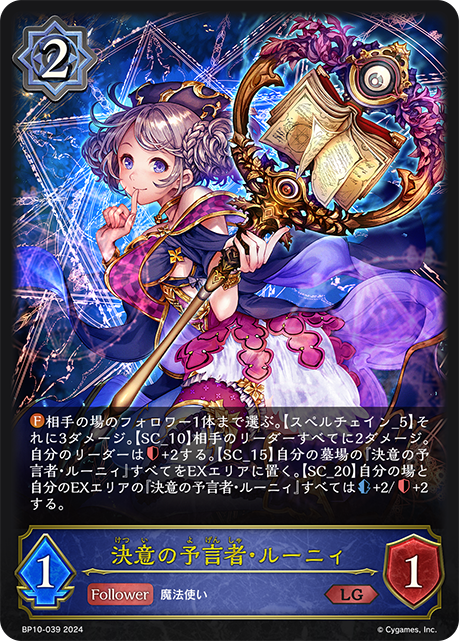 2
F相手の場のフォロワー1体まで選ぶ。【スペルチェイン_5】そ
れに3ダメージ。【SC_10】相手のリーダーすべてに2ダメージ。
自分のリーダーは+2する。【SC_15】自分の墓場の『決意の予
言者・ルーニィ』すべてをEXエリアに置く。【SC_20】自分の場と
自分のEXエリアの『決意の予言者・ルーニィ』すべては+2/+2
する。
けつい よげんしゃ
決意の予言者・ルーニィ
1
Follower 魔法使い LG
1
BP10-039 2024 © Cygames, Inc.